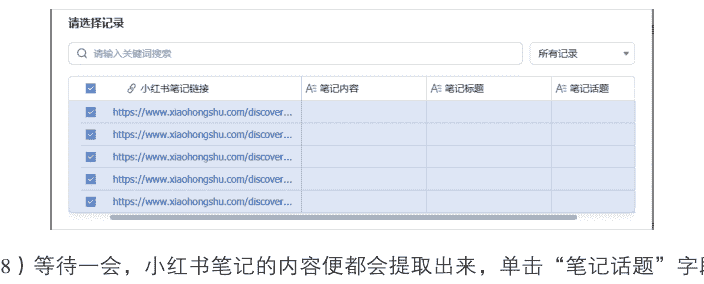 请选择记录
请输入关键词搜索 所有记录
小红书笔记链接 笔记内容 笔记标题 笔记话题
https://www.xiaohongshu.com/discover...
https://www.xiaohongshu.com/discover...
https://www.xiaohongshu.com/discover...
https://www.xiaohongshu.com/discover...
https://www.xiaohongshu.com/discover...
8）等待一会，小红书笔记的内容便都会提取出来，单击“笔记话题”字